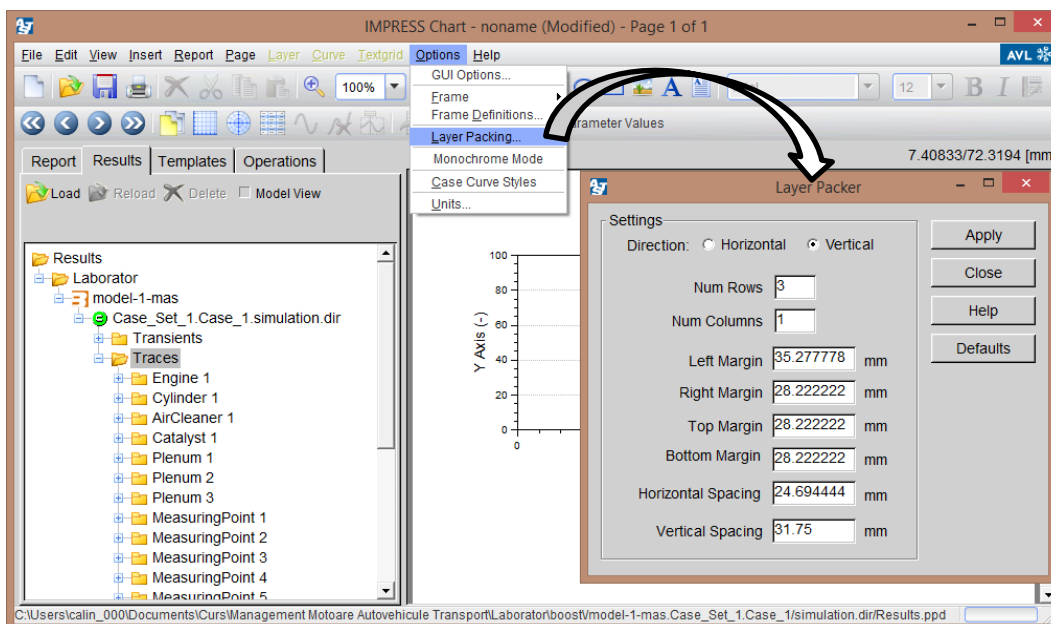 IMPRESS Chart - noname (Modified) - Page 1 of 1
File Edit View Insert Report Page Layer Curve Textgrid Options Help
AVL
100%
A
12
B I
GUI Options...
Frame
Frame Definitions...
Layer Packing...
Monochrome Mode
Case Curve Styles
Units...
Parameter Values
Report Results Templates Operations
7.40833/72.3194 [mm
Load Reload Delete Model View
Results
Laborator
model-1-mas
Case_Set_1.Case_1.simulation.dir
Transients
Traces
Engine 1
Cylinder 1
AirCleaner 1
Catalyst 1
Plenum 1
Plenum 2
Plenum 3
MeasuringPoint 1
MeasuringPoint 2
MeasuringPoint 3
MeasuringPoint 4
MeasuringPoint 5
Y Axis (-)
100
80
60
40
20
0
0
Layer Packer
Settings
Direction: Horizontal Vertical
Num Rows 3
Num Columns 1
Left Margin 35.277778 mm
Right Margin 28.222222 mm
Top Margin 28.222222 mm
Bottom Margin 28.222222 mm
Horizontal Spacing 24.694444 mm
Vertical Spacing 31.75 mm
Apply
Close
Help
Defaults
C:\Users\calin_000\Documents\Curs\Management Motoare Autovehicule Transport\Laborator\boost\/model-1-mas.Case_Set_1.Case_1/simulation.dir/Results.ppd